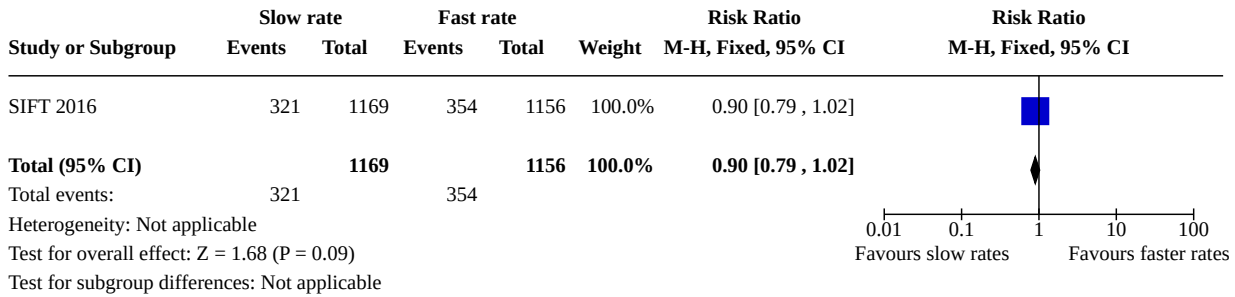 Slow rate Fast rate Risk Ratio Risk Ratio
Study or Subgroup Events Total Events Total Weight M-H, Fixed, 95% CI M-H, Fixed, 95% CI
SIFT 2016 321 1169 354 1156 100.0% 0.90 [0.79 , 1.02]
Total (95% CI) 1169 1156 100.0% 0.90 [0.79 , 1.02]
Total events: 321 354
Heterogeneity: Not applicable
0.01 0.1 1 10 100
Test for overall effect: Z = 1.68 (P = 0.09)
Favours slow rates Favours faster rates
Test for subgroup differences: Not applicable